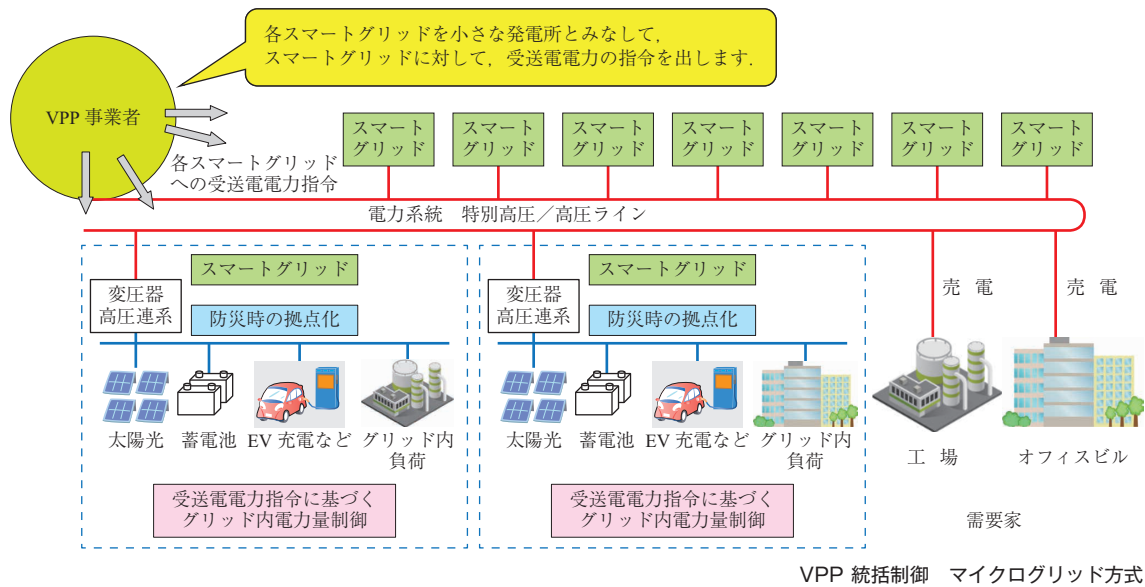 各スマートグリッドを小さな発電所とみなして,
スマートグリッドに対して, 受送電電力の指令を出します.
VPP 事業者
各スマートグリッド
への受送電電力指令
スマート
グリッド
スマート
グリッド
スマート
グリッド
スマート
グリッド
スマート
グリッド
スマート
グリッド
スマート
グリッド
電力系統 特別高圧/高圧ライン
スマートグリッド
変圧器
高圧連系
防災時の拠点化
太陽光
蓄電池
EV 充電など
グリッド内
負荷
受送電電力指令に基づく
グリッド内電力量制御
スマートグリッド
変圧器
高圧連系
防災時の拠点化
太陽光
蓄電池
EV 充電など
グリッド内
負荷
受送電電力指令に基づく
グリッド内電力量制御
売 電
売 電
工 場
オフィスビル
需要家
VPP 統括制御 マイクログリッド方式